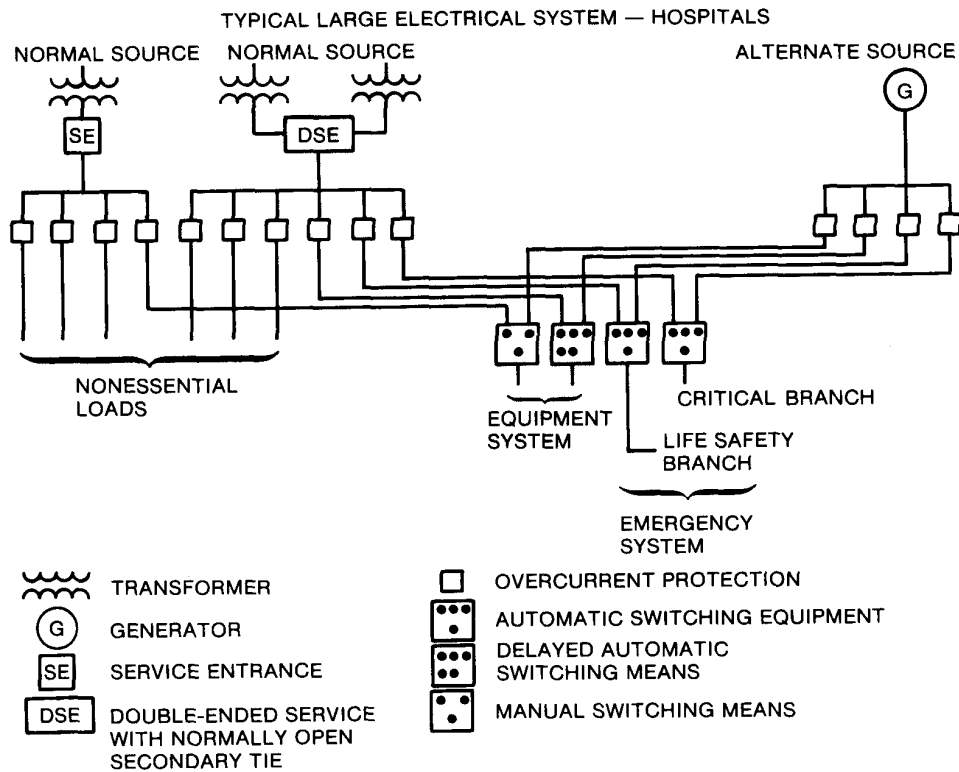 TYPICAL LARGE ELECTRICAL SYSTEM — HOSPITALS
NORMAL SOURCE
NORMAL SOURCE
ALTERNATE SOURCE
G
SE
DSE
NONESSENTIAL
LOADS
EQUIPMENT
SYSTEM
CRITICAL BRANCH
LIFE SAFETY
BRANCH
EMERGENCY
SYSTEM
TRANSFORMER
G
GENERATOR
SE
SERVICE ENTRANCE
DSE
DOUBLE-ENDED SERVICE
WITH NORMALLY OPEN
SECONDARY TIE
OVERCURRENT PROTECTION
AUTOMATIC SWITCHING EQUIPMENT
DELAYED AUTOMATIC
SWITCHING MEANS
MANUAL SWITCHING MEANS